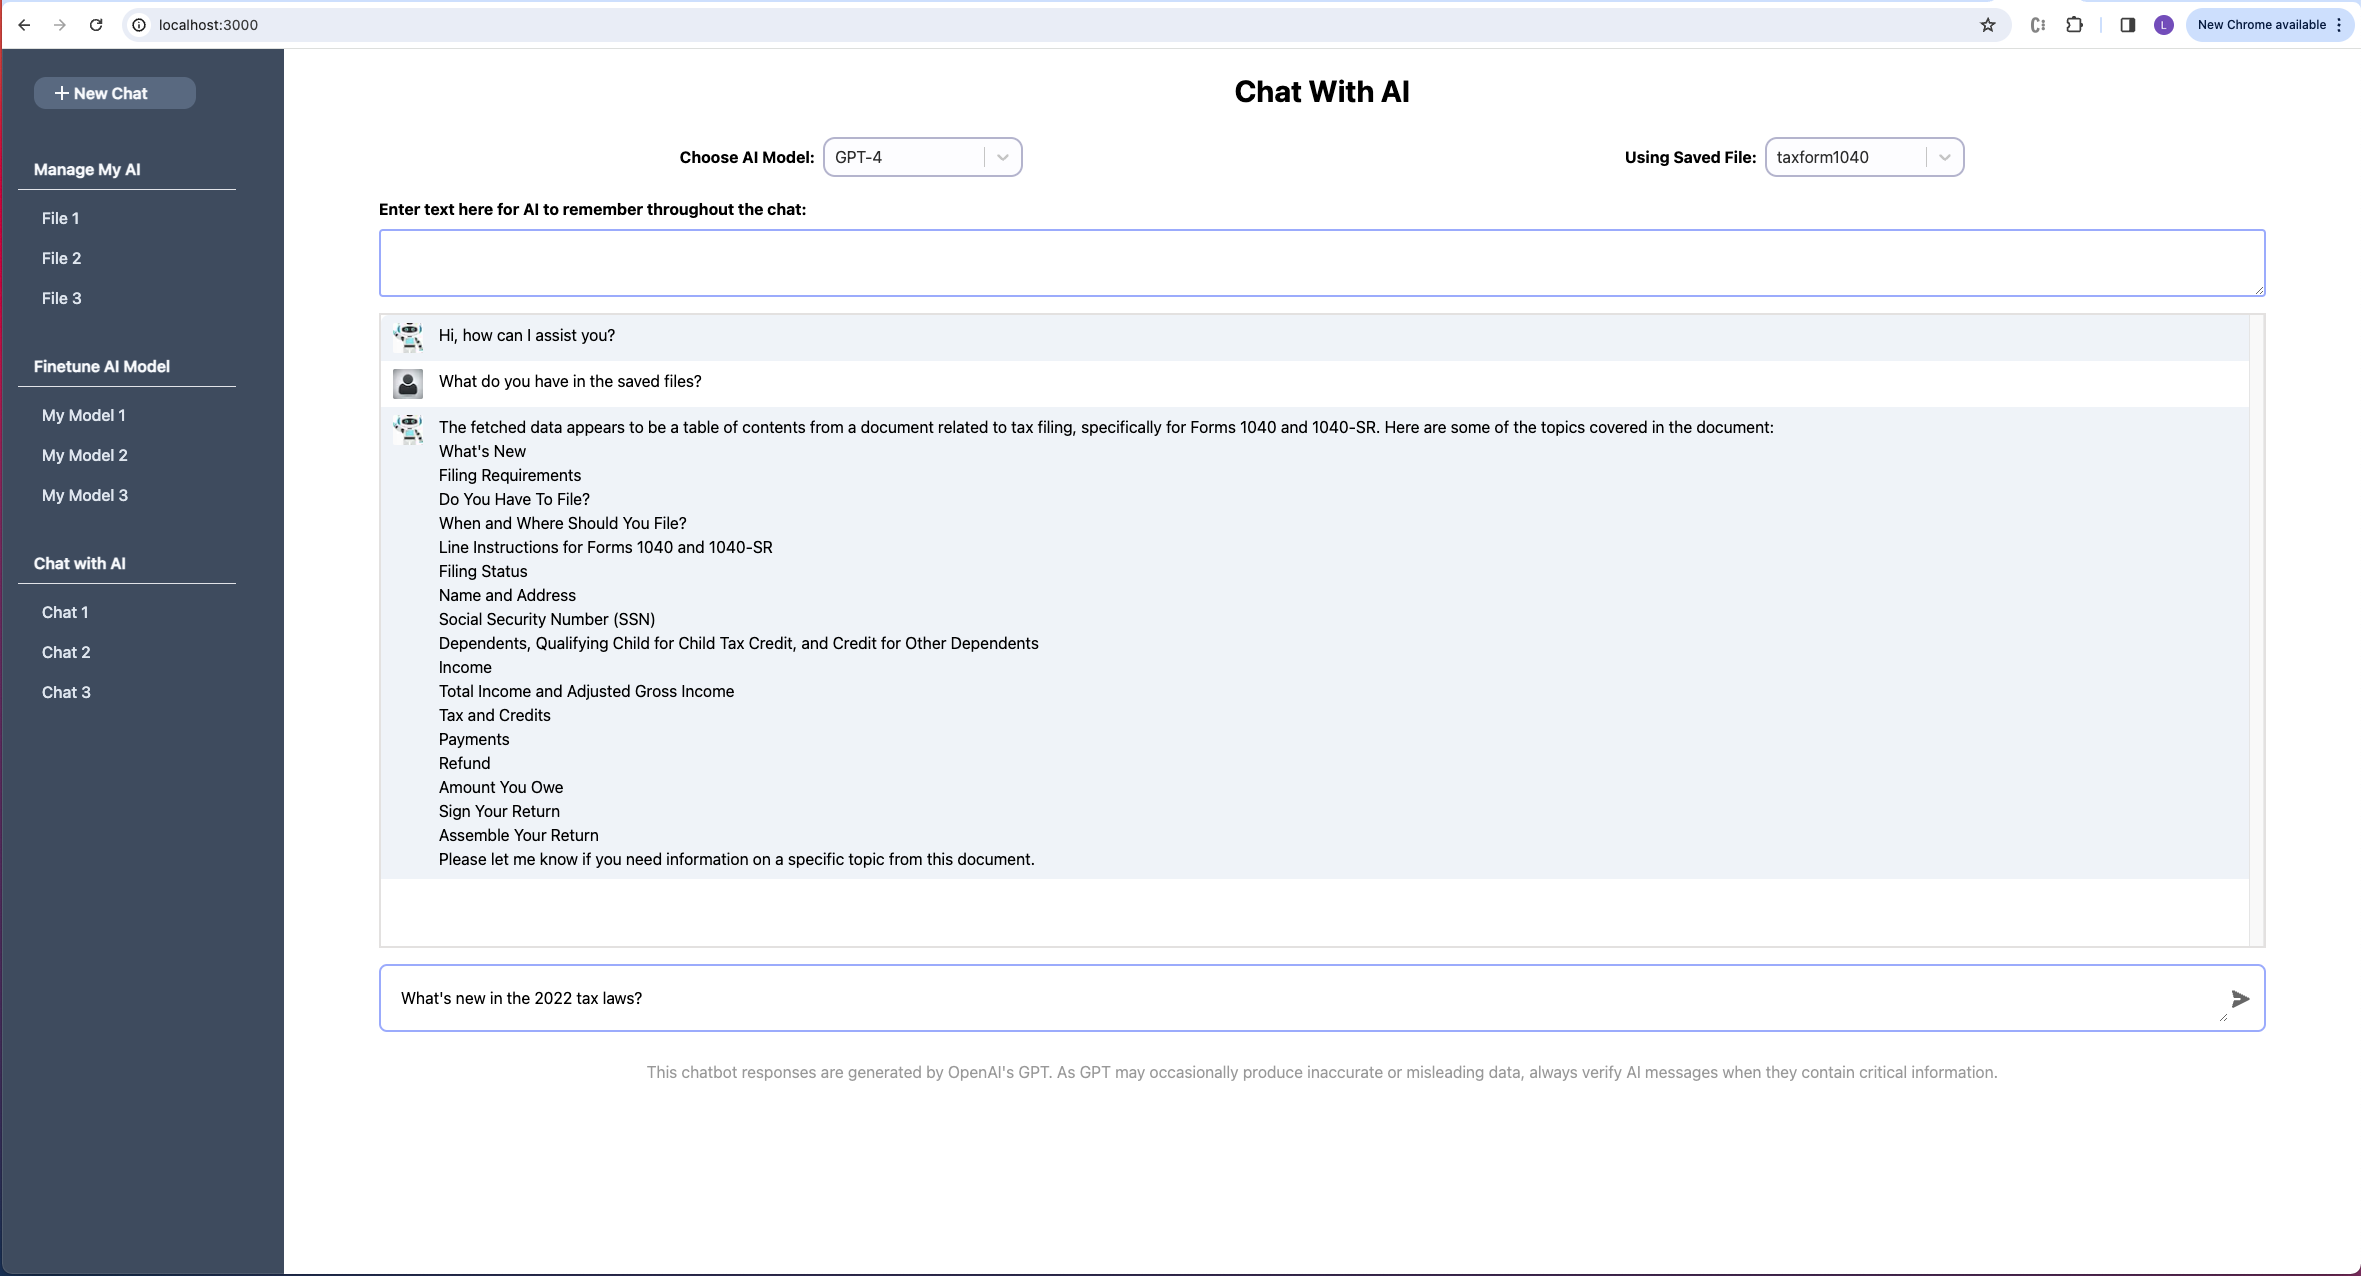 localhost:3000
L
New Chrome available
+ New Chat
Manage My AI
File 1
File 2
File 3
Finetune AI Model
My Model 1
My Model 2
My Model 3
Chat with AI
Chat 1
Chat 2
Chat 3
Chat With AI
Choose AI Model: GPT-4
Using Saved File: taxform1040
Enter text here for AI to remember throughout the chat:
Hi, how can I assist you?
What do you have in the saved files?
The fetched data appears to be a table of contents from a document related to tax filing, specifically for Forms 1040 and 1040-SR. Here are some of the topics covered in the document:
What's New
Filing Requirements
Do You Have To File?
When and Where Should You File?
Line Instructions for Forms 1040 and 1040-SR
Filing Status
Name and Address
Social Security Number (SSN)
Dependents, Qualifying Child for Child Tax Credit, and Credit for Other Dependents
Income
Total Income and Adjusted Gross Income
Tax and Credits
Payments
Refund
Amount You Owe
Sign Your Return
Assemble Your Return
Please let me know if you need information on a specific topic from this document.
What's new in the 2022 tax laws?
This chatbot responses are generated by OpenAI's GPT. As GPT may occasionally produce inaccurate or misleading data, always verify AI messages when they contain critical information.